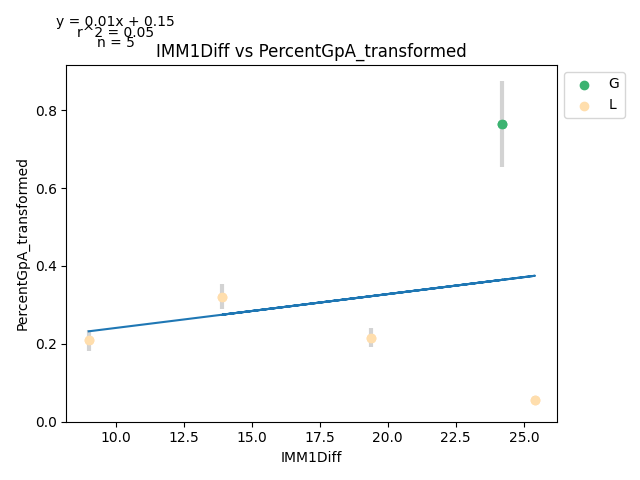 y = 0.01x + 0.15
r^2 = 0.05
n = 5
IMM1Diff vs PercentGpA_transformed
G
L
0.8
0.6
0.4
0.2
0.0
PercentGpA_transformed
10.0 12.5 15.0 17.5 20.0 22.5 25.0
IMM1Diff